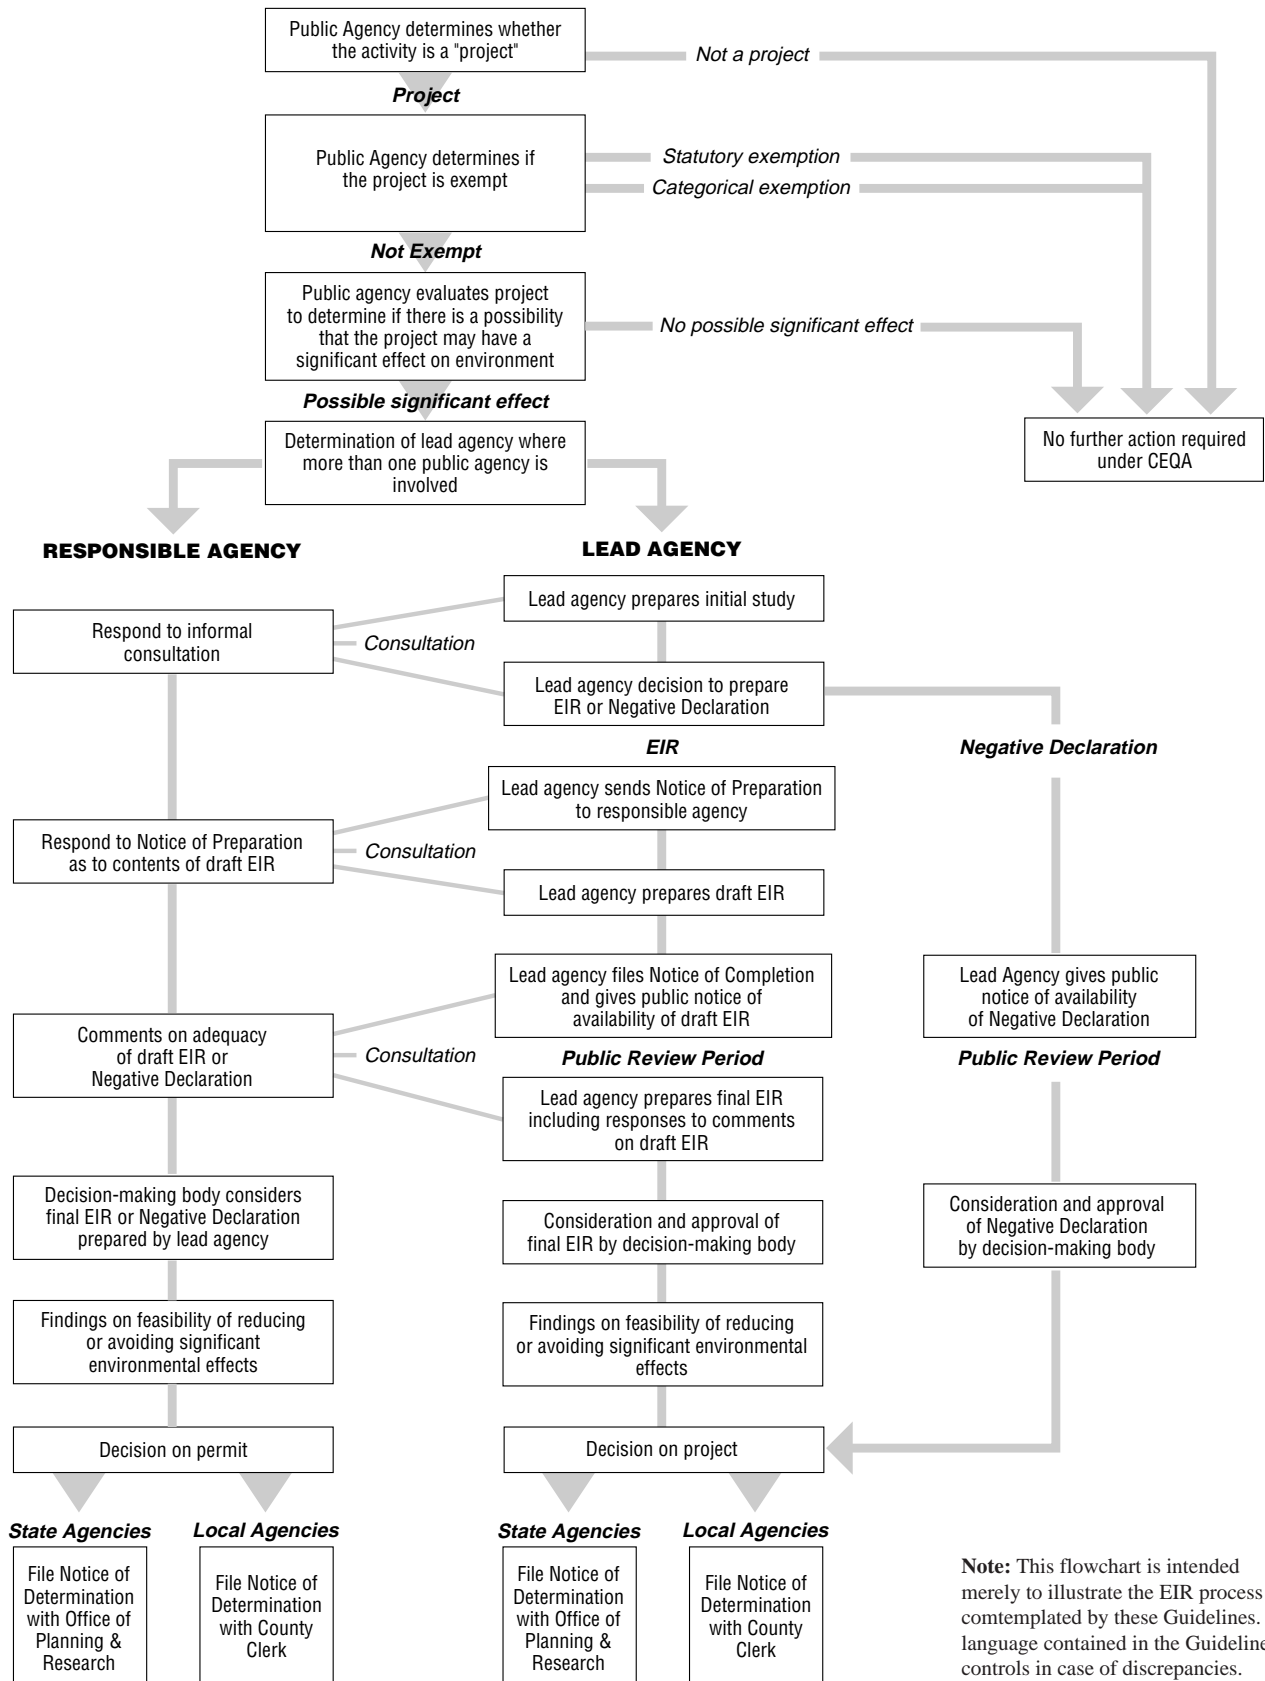 Public Agency determines whether
the activity is a "project"
Not a project
Project
Public Agency determines if
the project is exempt
Statutory exemption
Categorical exemption
Not Exempt
Public agency evaluates project
to determine if there is a possibility
that the project may have a
significant effect on environment
No possible significant effect
Possible significant effect
Determination of lead agency where
more than one public agency is
involved
No further action required
under CEQA
RESPONSIBLE AGENCY
LEAD AGENCY
Lead agency prepares initial study
Respond to informal
consultation
Consultation
Lead agency decision to prepare
EIR or Negative Declaration
EIR
Negative Declaration
Lead agency sends Notice of Preparation
to responsible agency
Respond to Notice of Preparation
as to contents of draft EIR
Consultation
Lead agency prepares draft EIR
Lead agency files Notice of Completion
and gives public notice of
availability of draft EIR
Lead Agency gives public
notice of availability
of Negative Declaration
Comments on adequacy
of draft EIR or
Negative Declaration
Consultation
Public Review Period
Public Review Period
Lead agency prepares final EIR
including responses to comments
on draft EIR
Decision-making body considers
final EIR or Negative Declaration
prepared by lead agency
Consideration and approval of
final EIR by decision-making body
Consideration and approval
of Negative Declaration
by decision-making body
Findings on feasibility of reducing
or avoiding significant
environmental effects
Findings on feasibility of reducing
or avoiding significant environmental
effects
Decision on permit
Decision on project
State Agencies
Local Agencies
State Agencies
Local Agencies
File Notice of
Determination
with Office of
Planning &
Research
File Notice of
Determination
with County
Clerk
File Notice of
Determination
with Office of
Planning &
Research
File Notice of
Determination
with County
Clerk
Note: This flowchart is intended
merely to illustrate the EIR process
comtemplated by these Guidelines.
language contained in the Guideline
controls in case of discrepancies.